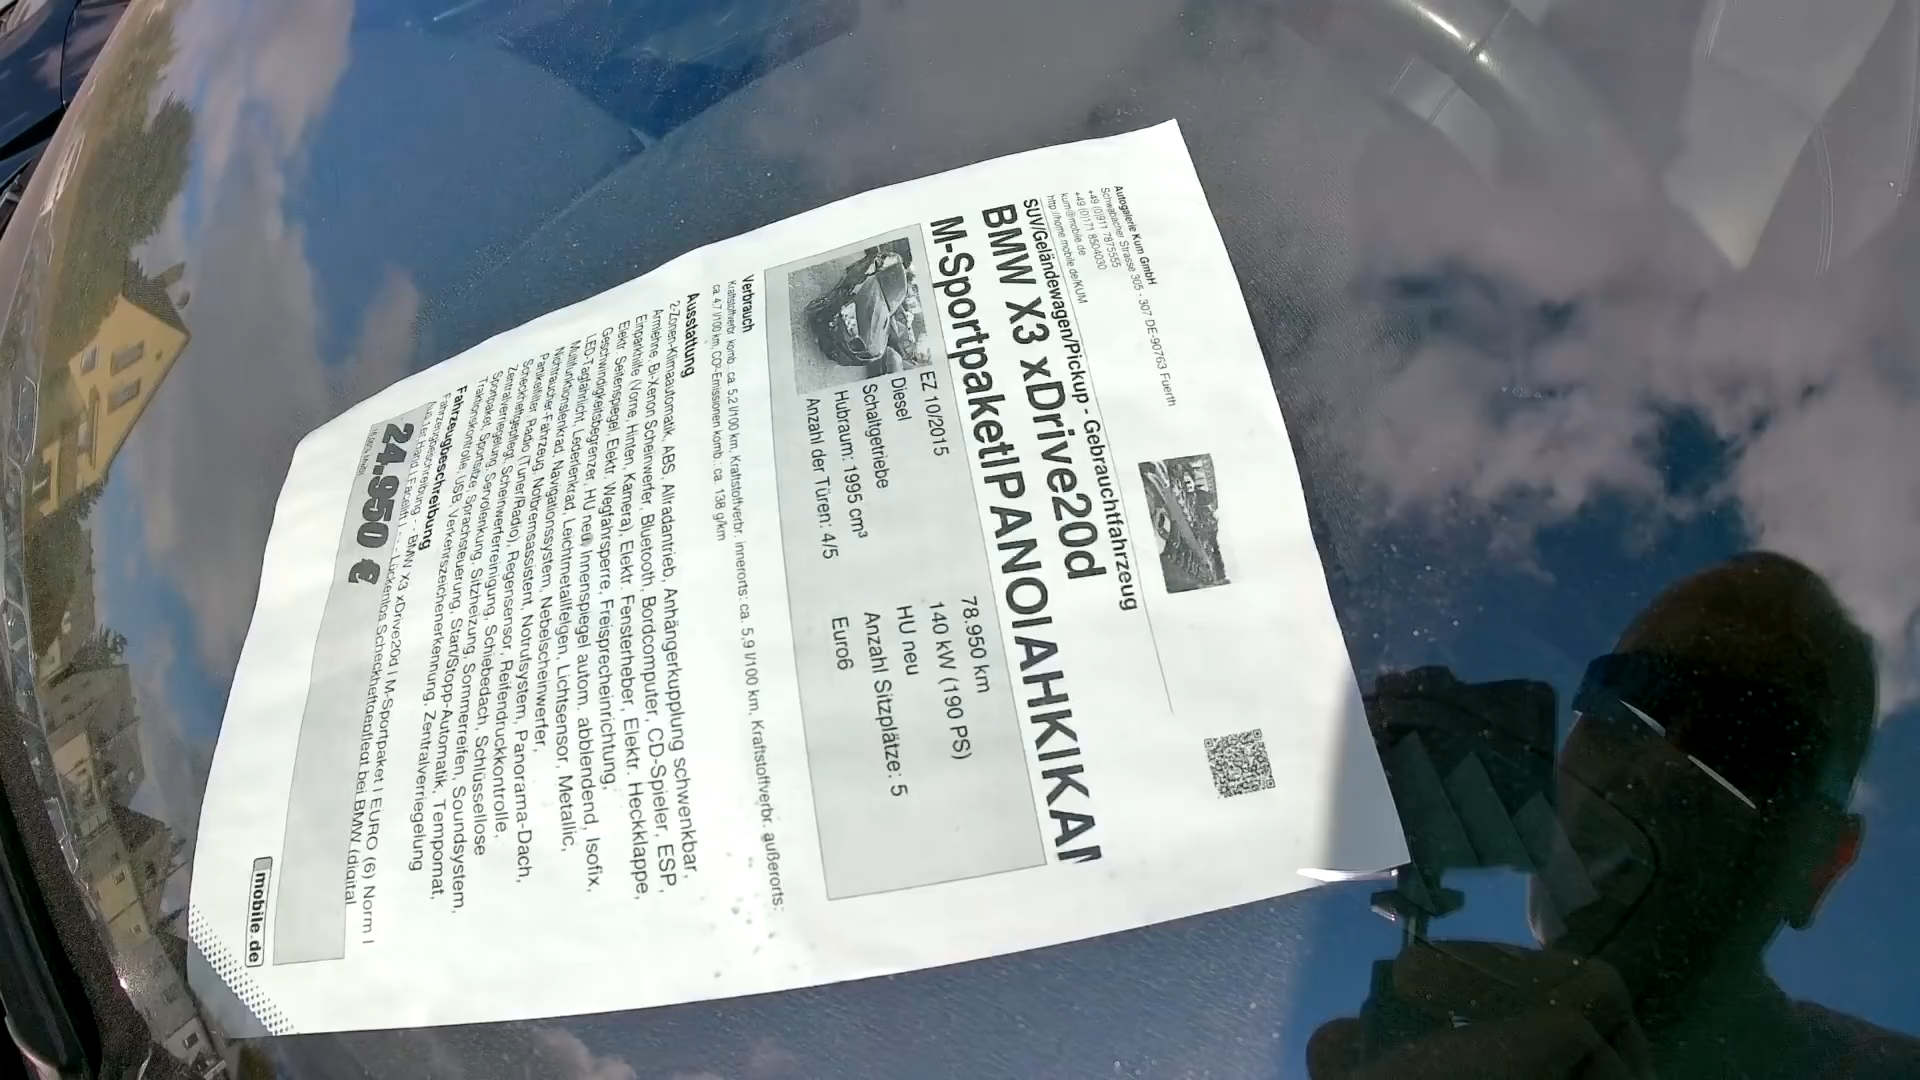 Autogalerie Kum GmbH
Schwabacher Strasse 305 - 307 DE-90763 Fuerth
+49 (0)911 7875555
+49 (0)171 8504030
kum@mobile.de
http://home.mobile.de/KUM
SUV/Geländewagen/Pickup - Gebrauchtfahrzeug
BMW X3 xDrive20d
M-SportpaketIPANOIAHKIKA
EZ 10/2015
78.950 km
Diesel
140 kW (190 PS)
Schaltgetriebe
HU neu
Hubraum: 1995 cm³
Anzahl Sitzplätze: 5
Anzahl der Türen: 4/5
Euro6
Verbrauch
Kraftstoffverbr. komb.: ca. 5,2 l/100 km, Kraftstoffverbr. innerorts: ca. 5,9 l/100 km, Kraftstoffverbr. außerorts:
ca. 4,7 l/100 km, CO²-Emissionen komb.: ca. 138 g/km
Ausstattung
2-Zonen-Klimaautomatik, ABS, Allradantrieb, Anhängerkupplung schwenkbar,
Armlehne, Bi-Xenon Scheinwerfer, Bluetooth, Bordcomputer, CD-Spieler, ESP,
Einparkhilfe (Vorne, Hinten, Kamera), Elektr. Fensterheber, Elektr. Heckklappe,
Elektr. Seitenspiegel, Elektr. Wegfahrsperre, Freisprecheinrichtung,
Geschwindigkeitsbegrenzer, HU neu, Innenspiegel autom. abblendend, Isofix,
LED-Tagfahrlicht, Lederlenkrad, Leichtmetallfelgen, Lichtsensor, Metallic,
Multifunktionslenkrad, Navigationssystem, Nebelscheinwerfer,
Nichtraucher-Fahrzeug, Notbremsassistent, Notrufsystem, Panorama-Dach,
Partikelfilter, Radio (Tuner/Radio), Regensensor, Reifendruckkontrolle,
Scheckheftgepflegt, Scheinwerferreinigung, Schiebedach, Schlüssellose
Zentralverriegelung, Servolenkung, Sitzheizung, Sommerreifen, Soundsystem,
Sportpaket, Sportsitze, Sprachsteuerung, Start/Stopp-Automatik, Tempomat,
Traktionskontrolle, USB, Verkehrszeichenerkennung, Zentralverriegelung
Fahrzeugbeschreibung
Fahrzeugbeschreibung - BMW X3 xDrive20d I M-Sportpaket I EURO (6) Norm I
Aus 1er Hand I Facelift I Lückenlos Scheckheftgepflegt bei BMW (digital
24.950 €
mobile.de